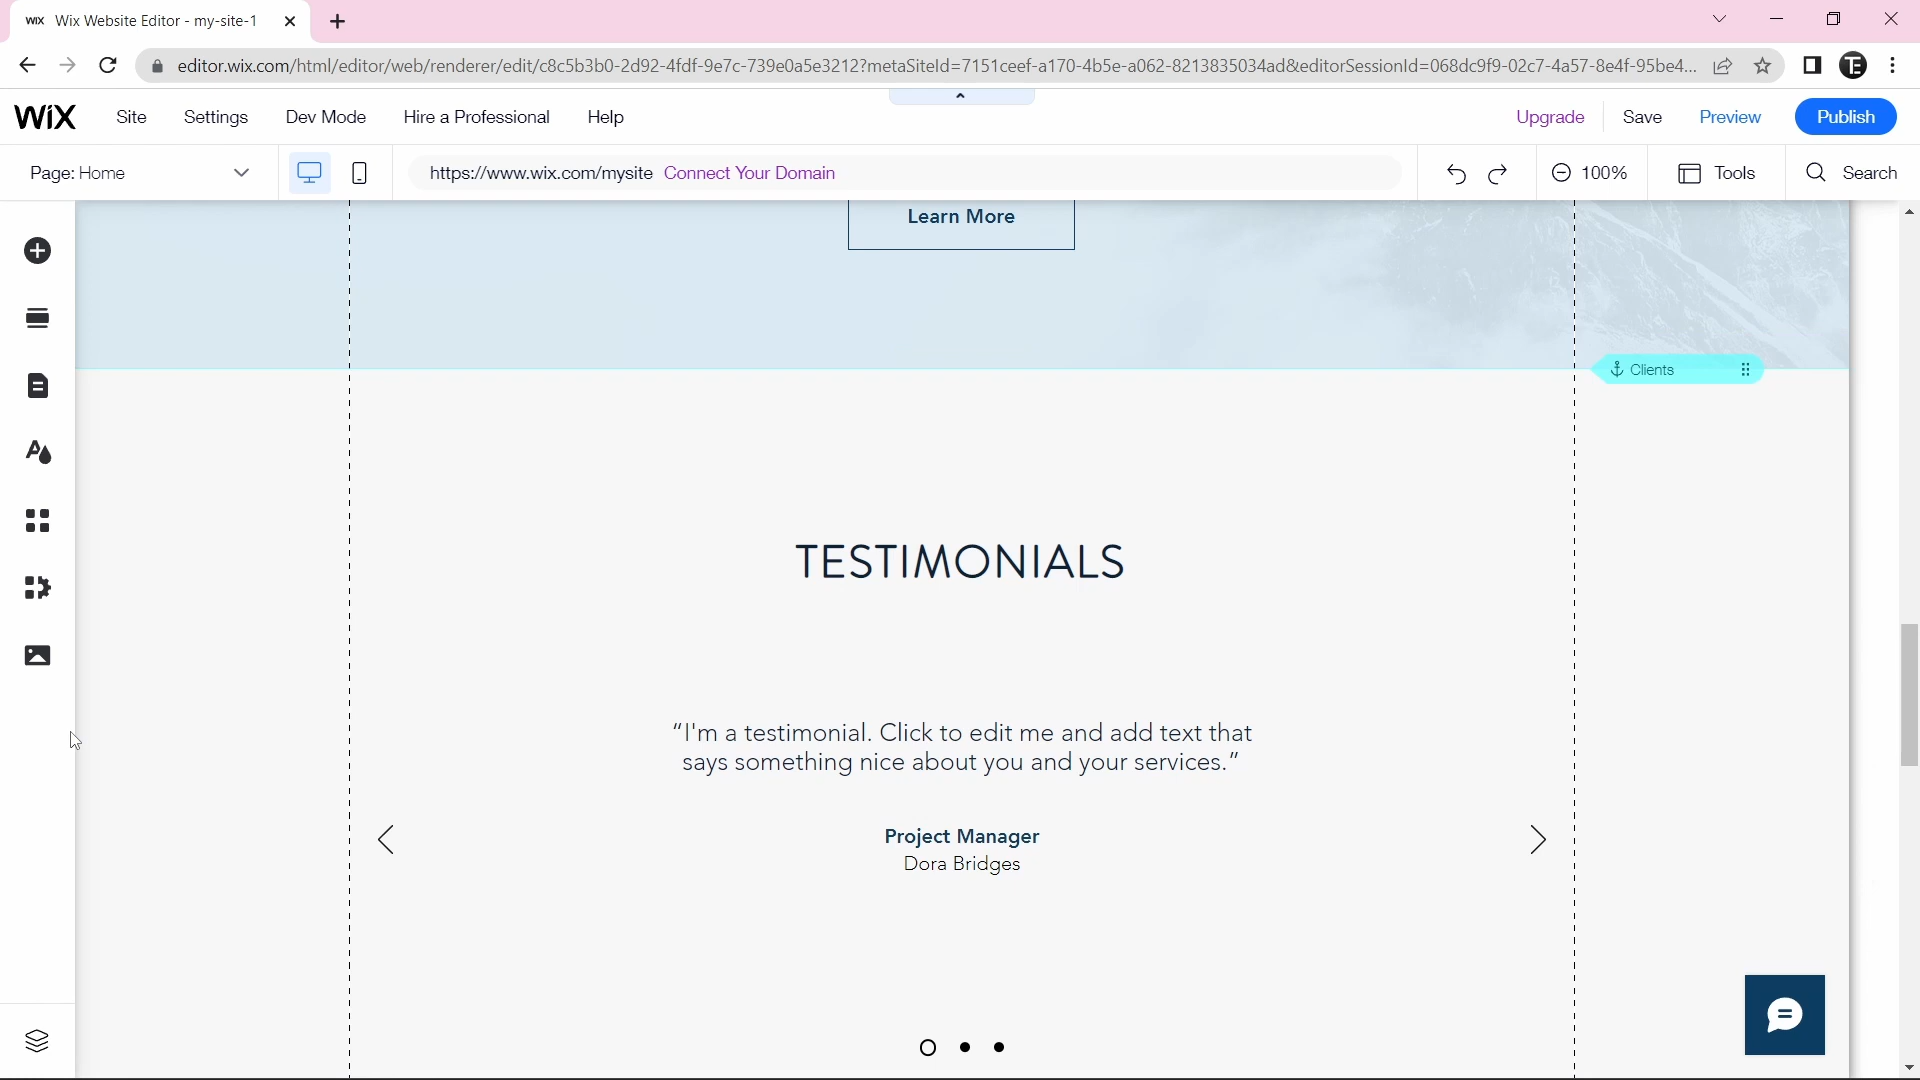 WiX Wix Website Editor - my-site-1
editor.wix.com/html/editor/web/renderer/edit/c8c5b3b0-2d92-4fdf-9e7c-739e0a5e3212?metaSiteId=7151ceef-a170-4b5e-a062-8213835034ad&editorSessionId=068dc9f9-02c7-4a57-8e4f-95be4... TE
WiX Site Settings Dev Mode Hire a Professional Help Upgrade Save Preview Publish
Page: Home https://www.wix.com/mysite Connect Your Domain 100% Tools Search
Learn More
Clients
TESTIMONIALS
“I'm a testimonial. Click to edit me and add text that
says something nice about you and your services.”
Project Manager
Dora Bridges